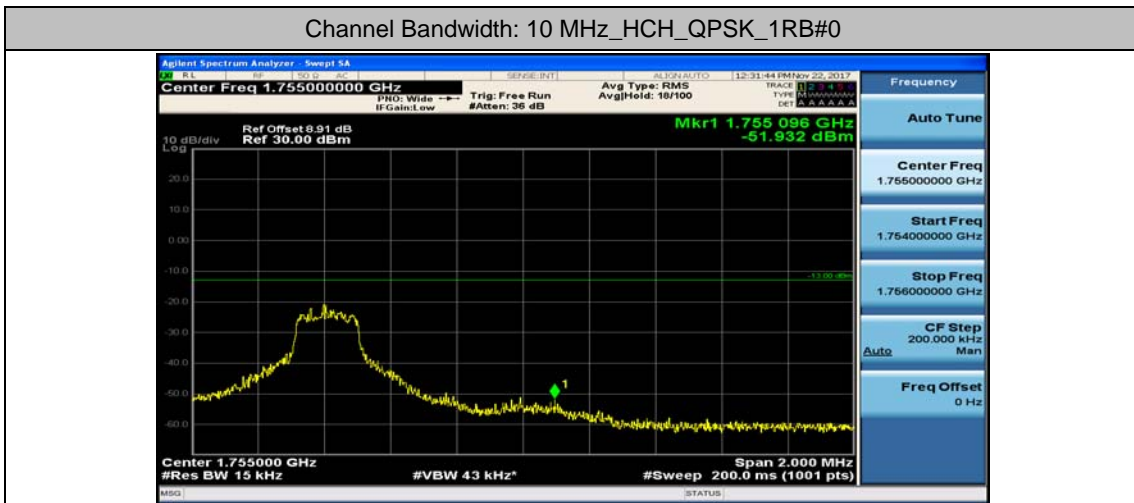 Channel Bandwidth: 10 MHz_HCH_QPSK_1RB#0
Agilent Spectrum Analyzer - Swept SA
RL RF 50 Ω AC SENSE:INT ALIGN AUTO 12:31:44 PM Nov 22, 2017
Center Freq 1.755000000 GHz
PNO: Wide
IFGain:Low
Trig: Free Run
#Atten: 36 dB
Avg Type: RMS
Avg|Hold: 18/100
TRACE 1 2 3 4 5 6
TYPE M
DET A A A A A A
Ref Offset 8.91 dB
10 dB/div Ref 30.00 dBm
Log
Mkr1 1.755 096 GHz
-51.932 dBm
20.0
10.0
0.00
-10.0
-13.00 dBm
-20.0
-30.0
-40.0
-50.0
-60.0
1
Center 1.755000 GHz
#Res BW 15 kHz
#VBW 43 kHz*
Span 2.000 MHz
#Sweep 200.0 ms (1001 pts)
MSG
STATUS
Frequency
Auto Tune
Center Freq
1.755000000 GHz
Start Freq
1.754000000 GHz
Stop Freq
1.756000000 GHz
CF Step
200.000 kHz
Auto Man
Freq Offset
0 Hz